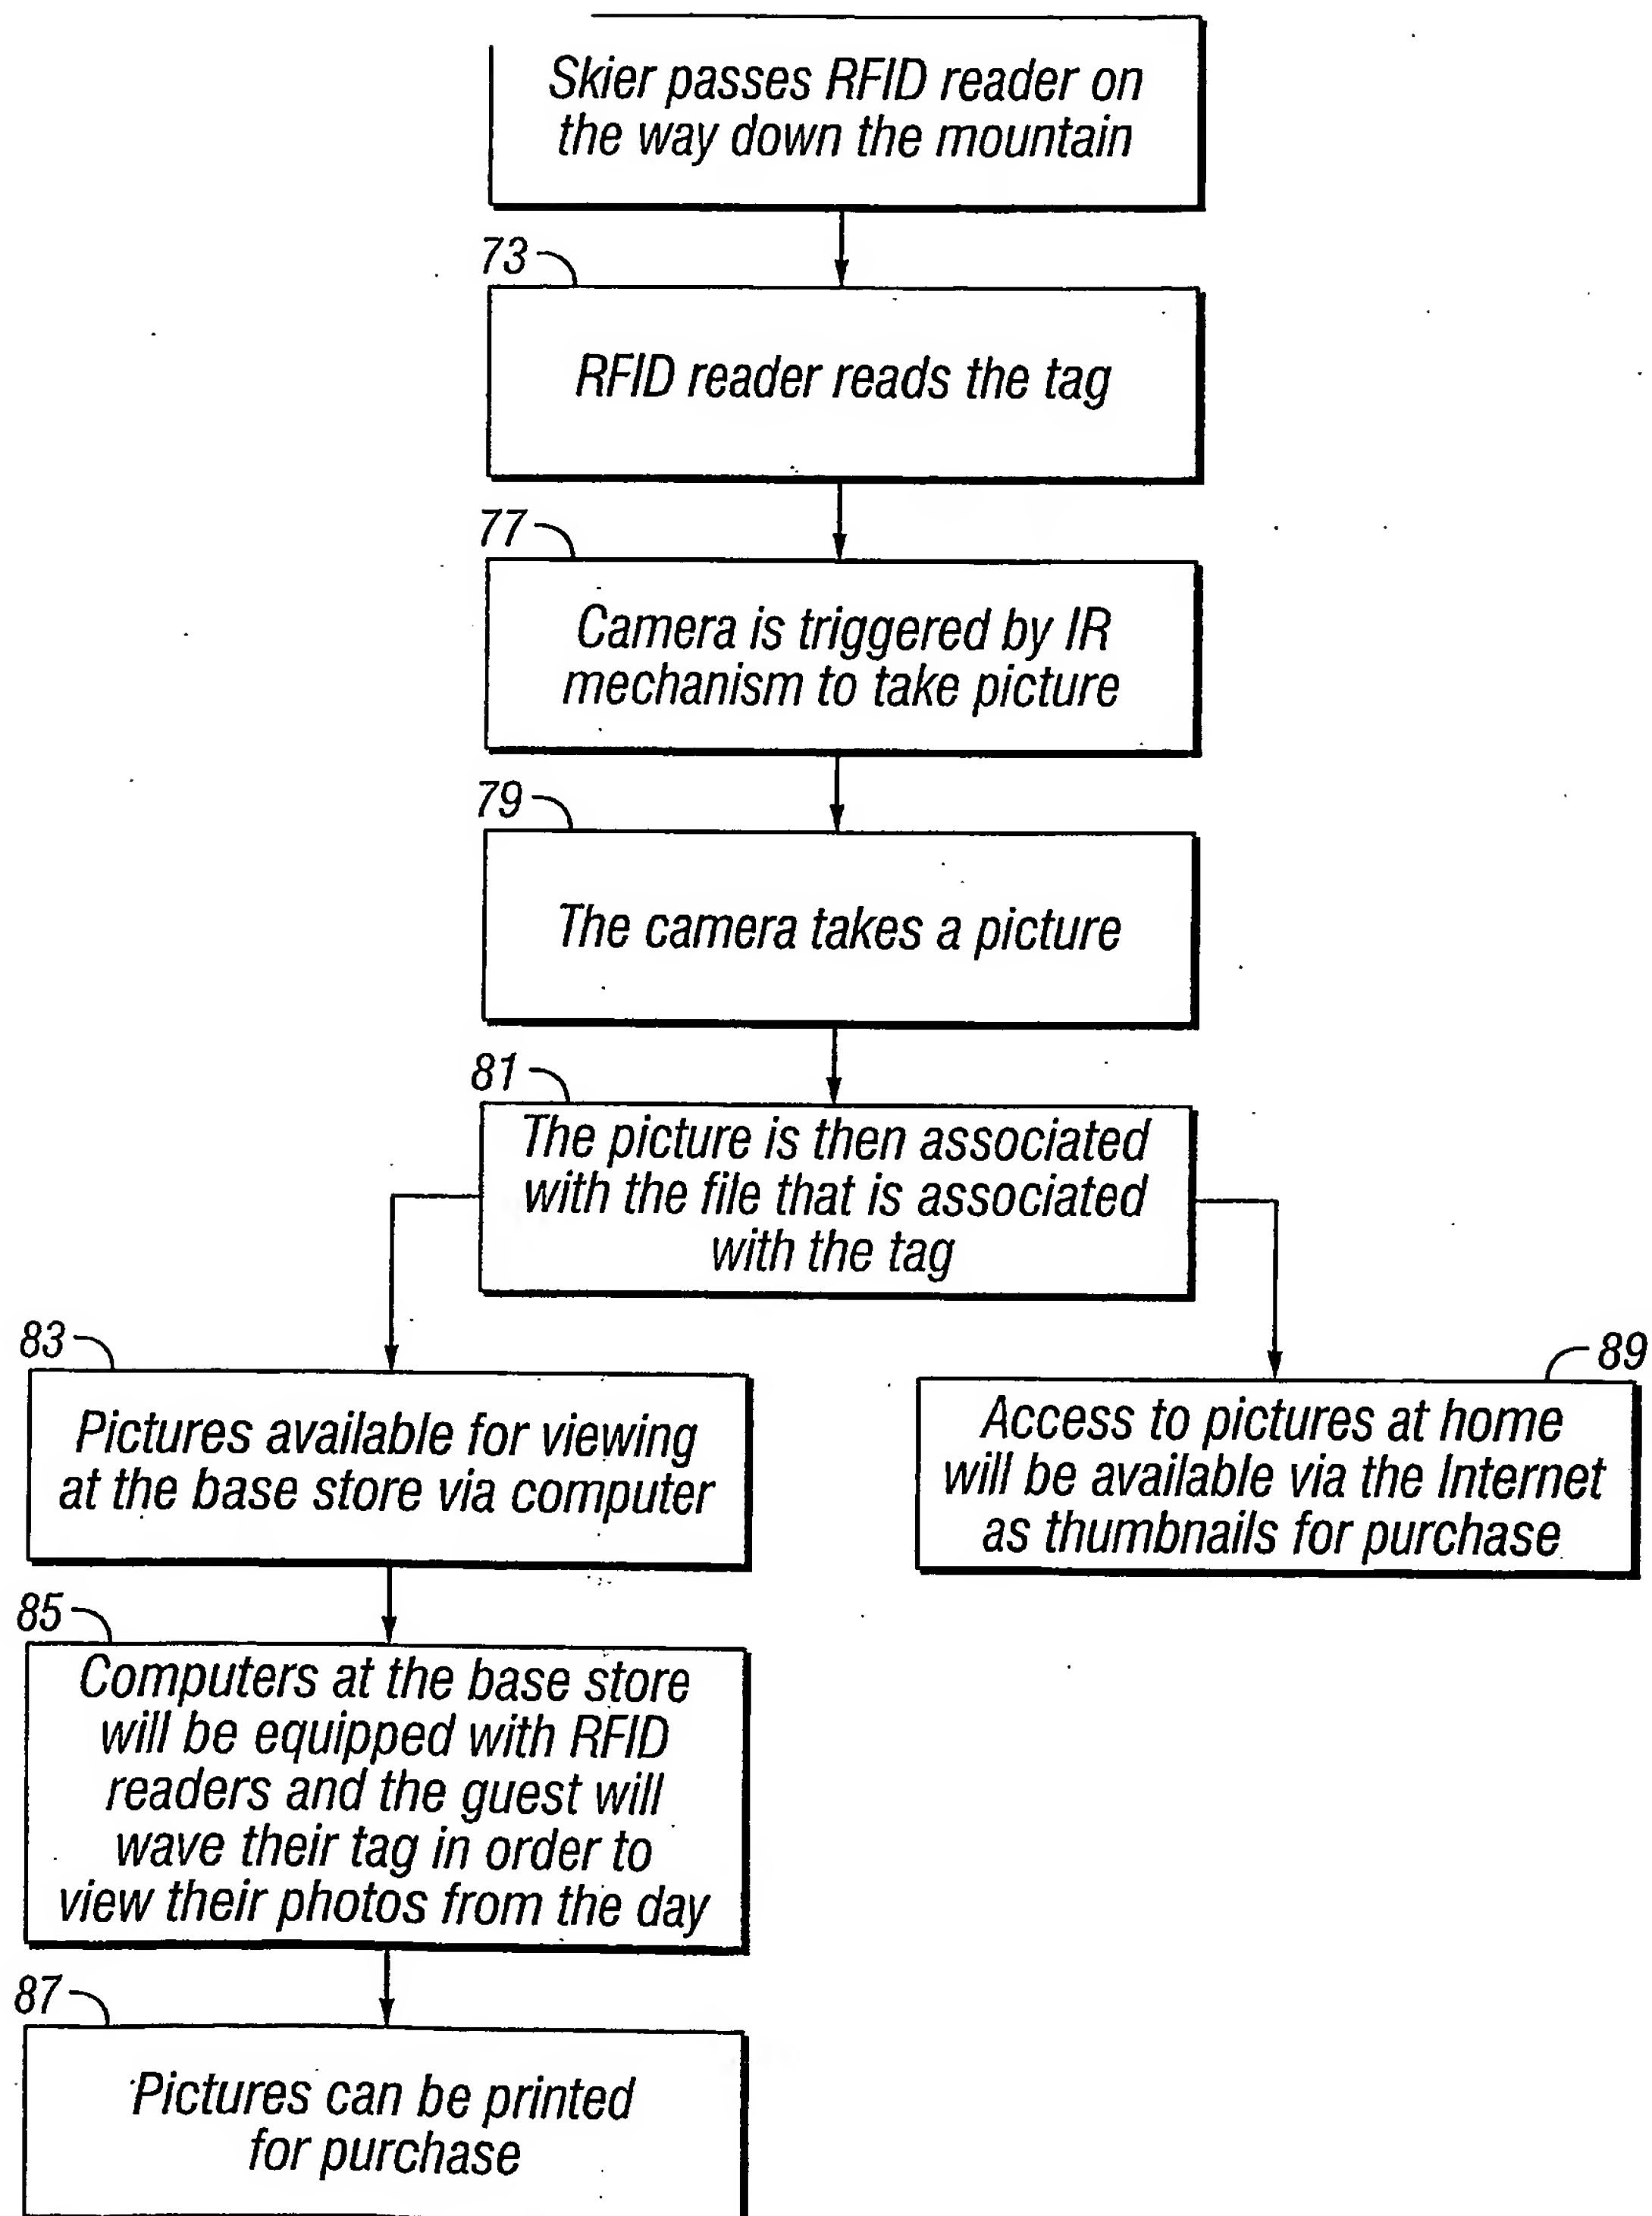 Skier passes RFID reader on
the way down the mountain
73
RFID reader reads the tag
77
Camera is triggered by IR
mechanism to take picture
79
The camera takes a picture
81
The picture is then associated
with the file that is associated
with the tag
83
Pictures available for viewing
at the base store via computer
89
Access to pictures at home
will be available via the Internet
as thumbnails for purchase
85
Computers at the base store
will be equipped with RFID
readers and the guest will
wave their tag in order to
view their photos from the day
87
Pictures can be printed
for purchase